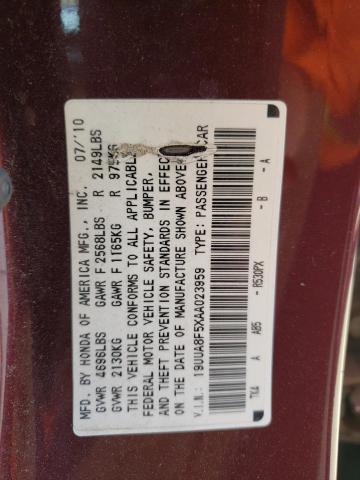 MFD. BY HONDA OF AMERICA MFG., INC. 07/'10
GVWR 4696LBS GAWR F 2568LBS R 2149LBS
GVWR 2130KG GAWR F 1165KG R 975KG
THIS VEHICLE CONFORMS TO ALL APPLICABLE
FEDERAL MOTOR VEHICLE SAFETY, BUMPER,
AND THEFT PREVENTION STANDARDS IN EFFECT
ON THE DATE OF MANUFACTURE SHOWN ABOVE.
V.I.N.: 19UUA8F5XAA023959 TYPE: PASSENGER CAR
TK4 A AB5 - R530PX - B - A